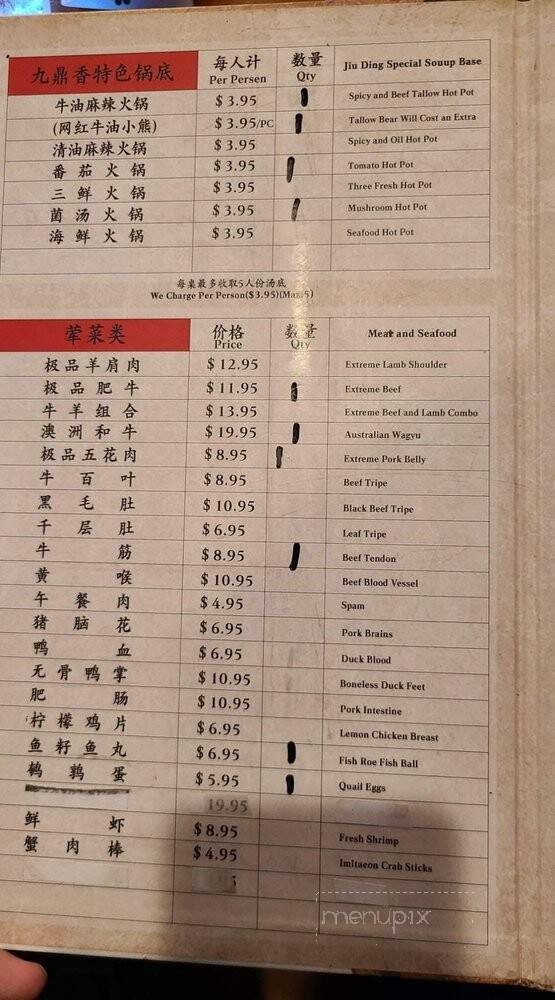 九鼎香特色锅底 每人计 Per Persen 数量 Qty Jiu Ding Special Souup Base
牛油麻辣火锅 $ 3.95 Spicy and Beef Tallow Hot Pot
(网红牛油小熊) $ 3.95/PC Tallow Bear Will Cost an Extra
清油麻辣火锅 $ 3.95 Spicy and Oil Hot Pot
番茄火锅 $ 3.95 Tomato Hot Pot
三鲜火锅 $ 3.95 Three Fresh Hot Pot
菌汤火锅 $ 3.95 Mushroom Hot Pot
海鲜火锅 $ 3.95 Seafood Hot Pot
每桌最多收取5人份汤底
We Charge Per Person($3.95)(Max:5)
荤菜类 价格 Price 数量 Qty Meat and Seafood
极品羊肩肉 $ 12.95 Extreme Lamb Shoulder
极品肥牛 $ 11.95 Extreme Beef
牛羊组合 $ 13.95 Extreme Beef and Lamb Combo
澳洲和牛 $ 19.95 Australian Wagyu
极品五花肉 $ 8.95 Extreme Pork Belly
牛百叶 $ 8.95 Beef Tripe
黑毛肚 $ 10.95 Black Beef Tripe
千层肚 $ 6.95 Leaf Tripe
牛筋 $ 8.95 Beef Tendon
黄喉 $ 10.95 Beef Blood Vessel
午餐肉 $ 4.95 Spam
猪脑花 $ 6.95 Pork Brains
鸭血 $ 6.95 Duck Blood
无骨鸭掌 $ 10.95 Boneless Duck Feet
肥肠 $ 10.95 Pork Intestine
柠檬鸡片 $ 6.95 Lemon Chicken Breast
鱼籽鱼丸 $ 6.95 Fish Roe Fish Ball
鹌鹑蛋 $ 5.95 Quail Eggs
19.95
鲜虾 $ 8.95 Fresh Shrimp
蟹肉棒 $ 4.95 Imitaeon Crab Sticks
menupix